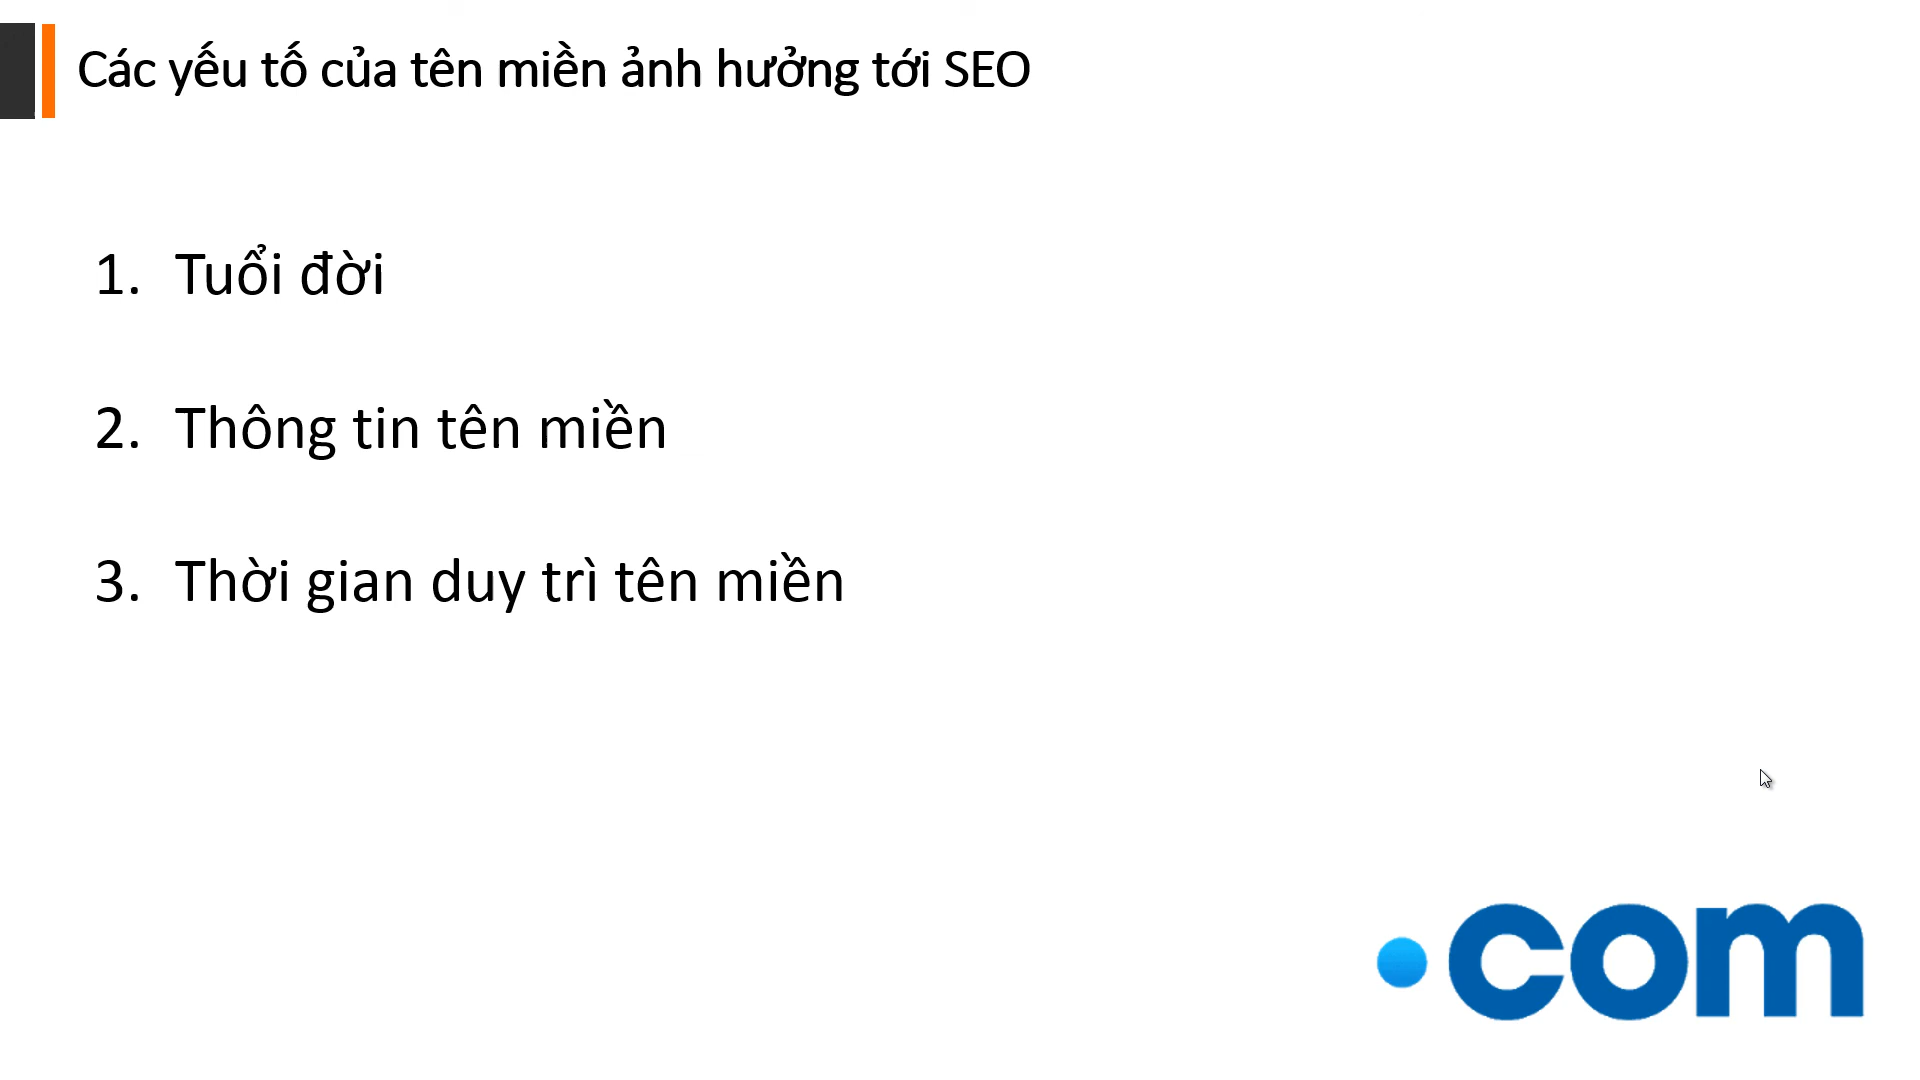 Các yếu tố của tên miền ảnh hưởng tới SEO
1. Tuổi đời
2. Thông tin tên miền
3. Thời gian duy trì tên miền
.com